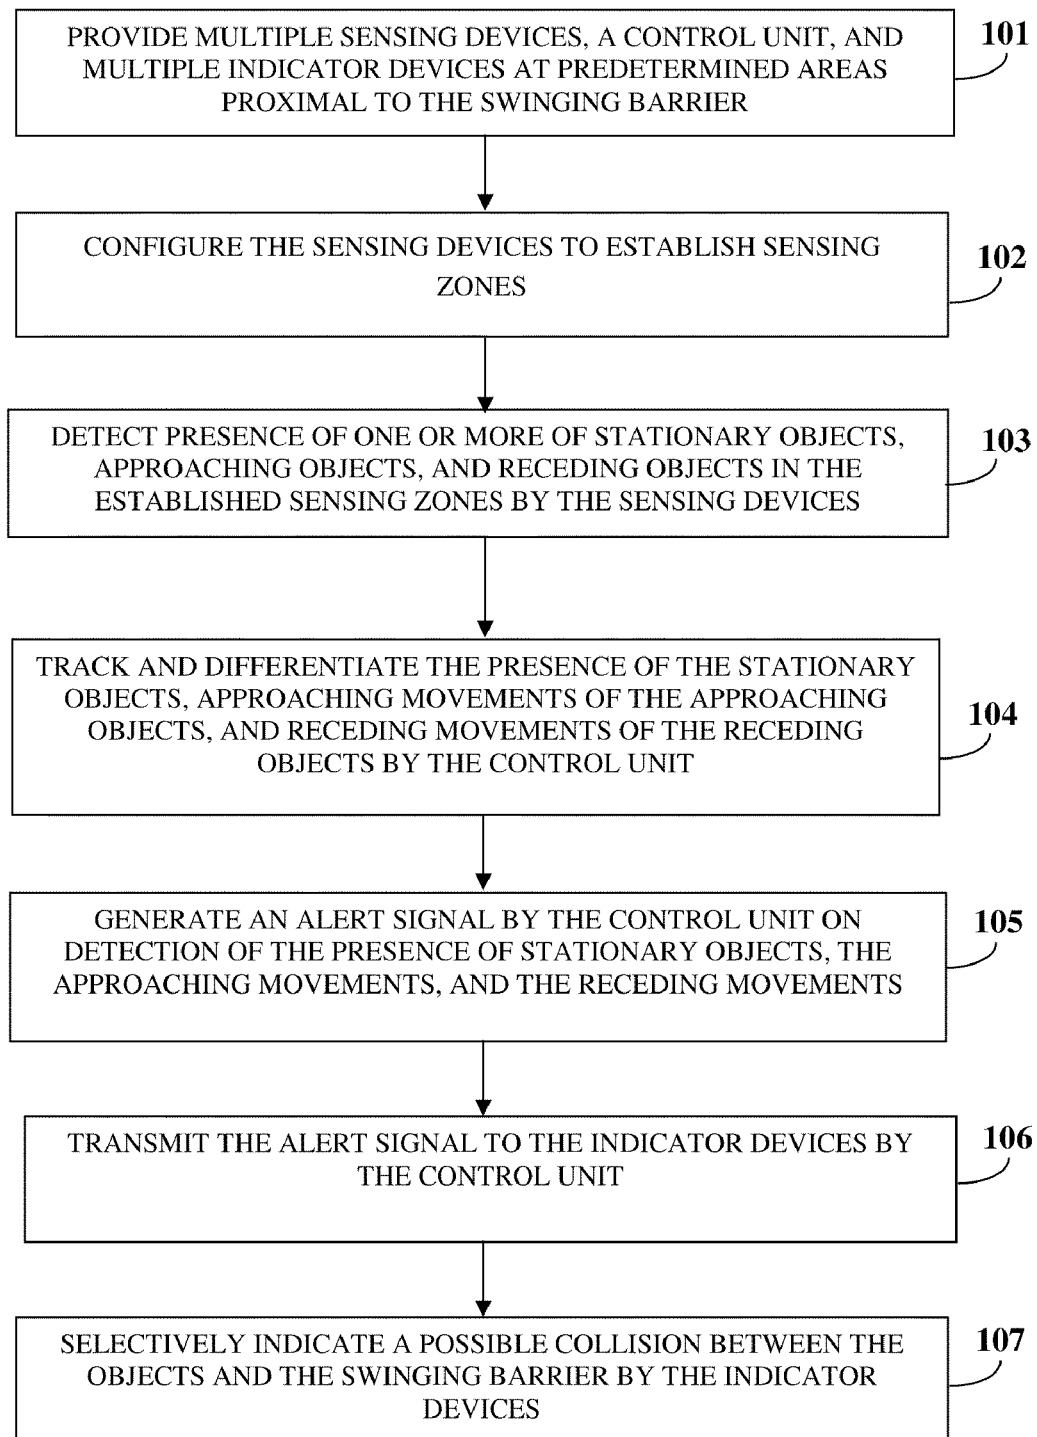 PROVIDE MULTIPLE SENSING DEVICES, A CONTROL UNIT, AND
MULTIPLE INDICATOR DEVICES AT PREDETERMINED AREAS
PROXIMAL TO THE SWINGING BARRIER
101
CONFIGURE THE SENSING DEVICES TO ESTABLISH SENSING
ZONES
102
DETECT PRESENCE OF ONE OR MORE OF STATIONARY OBJECTS,
APPROACHING OBJECTS, AND RECEDING OBJECTS IN THE
ESTABLISHED SENSING ZONES BY THE SENSING DEVICES
103
TRACK AND DIFFERENTIATE THE PRESENCE OF THE STATIONARY
OBJECTS, APPROACHING MOVEMENTS OF THE APPROACHING
OBJECTS, AND RECEDING MOVEMENTS OF THE RECEDING
OBJECTS BY THE CONTROL UNIT
104
GENERATE AN ALERT SIGNAL BY THE CONTROL UNIT ON
DETECTION OF THE PRESENCE OF STATIONARY OBJECTS, THE
APPROACHING MOVEMENTS, AND THE RECEDING MOVEMENTS
105
TRANSMIT THE ALERT SIGNAL TO THE INDICATOR DEVICES BY
THE CONTROL UNIT
106
SELECTIVELY INDICATE A POSSIBLE COLLISION BETWEEN THE
OBJECTS AND THE SWINGING BARRIER BY THE INDICATOR
DEVICES
107